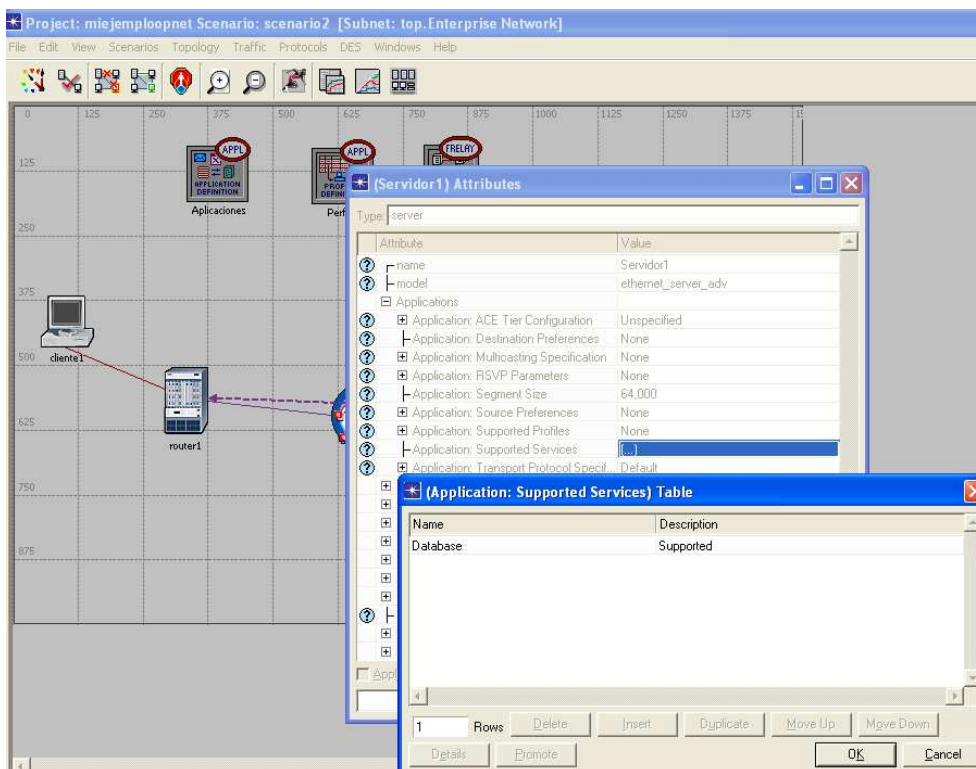 Project: miejemploopnet Scenario: scenario2 [Subnet: top.Enterprise Network]
File Edit View Scenarios Topology Traffic Protocols DES Windows Help
0 125 250 375 500 625 750 875 1000 1125 1250 1375
125
250
375
500
625
750
875
APPL
APPLICATION DEFINITION
Aplicaciones
APPL
FRELAY
cliente1
router1
(Servidor1) Attributes
Type: server
Attribute Value
name Servidor1
model ethernet_server_adv
Applications
Application: ACE Tier Configuration Unspecified
Application: Destination Preferences None
Application: Multicasting Specification None
Application: RSVP Parameters None
Application: Segment Size 64,000
Application: Source Preferences None
Application: Supported Profiles None
Application: Supported Services (...)
Application: Transport Protocol Specif... Default
(Application: Supported Services) Table
Name Description
Database Supported
1 Rows Delete Insert Duplicate Move Up Move Down
Details Promote OK Cancel